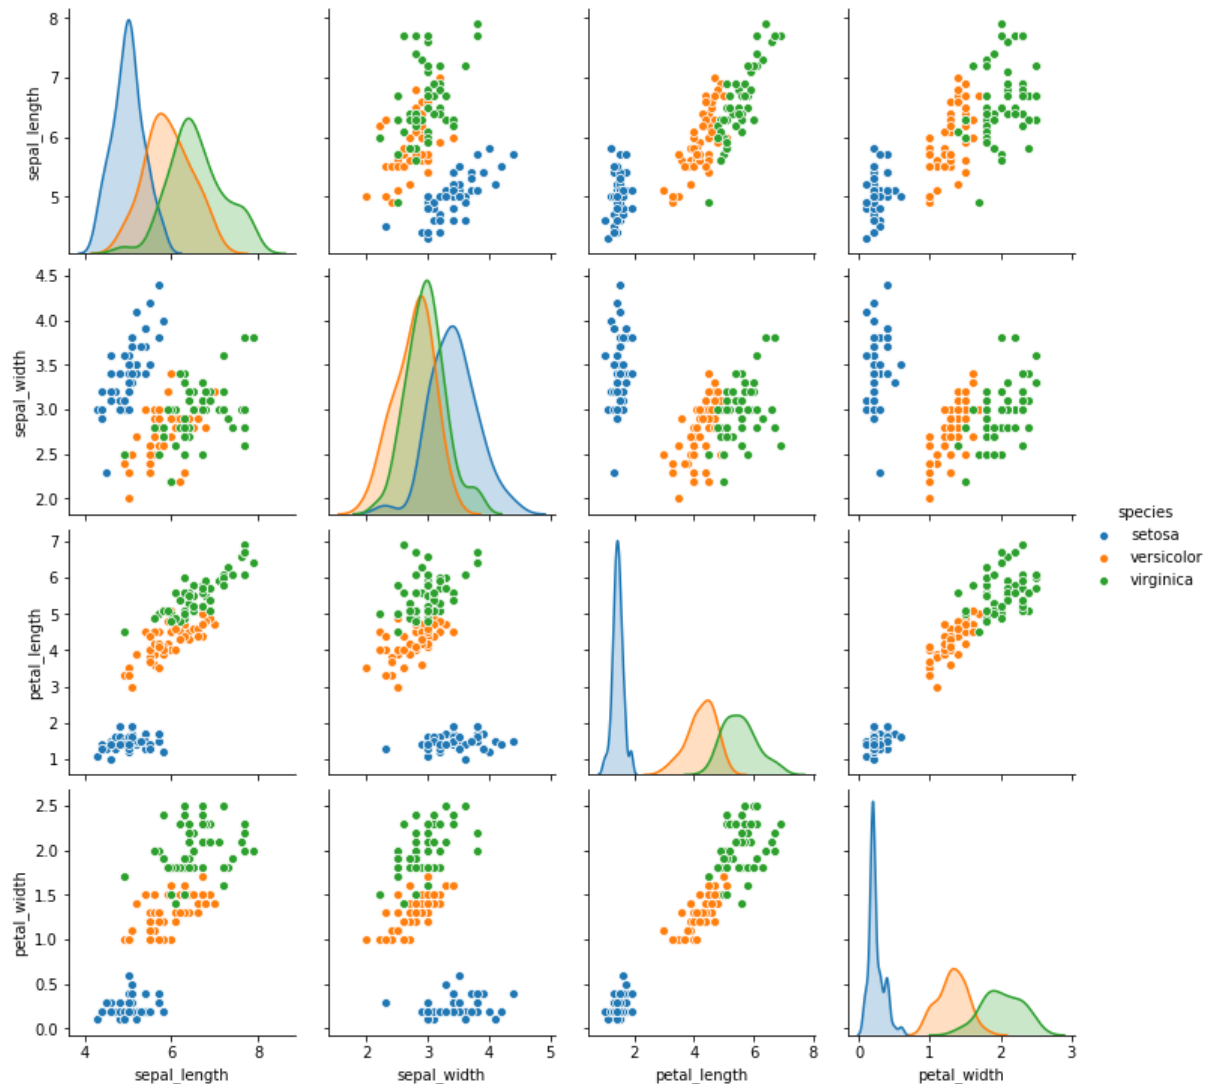 8
7
6
5
sepal_length
4.5
4.0
3.5
3.0
2.5
2.0
sepal_width
species
setosa
versicolor
virginica
7
6
5
4
3
2
1
petal_length
2.5
2.0
1.5
1.0
0.5
0.0
petal_width
4 6 8
sepal_length
2 3 4 5
sepal_width
2 4 6 8
petal_length
0 1 2 3
petal_width